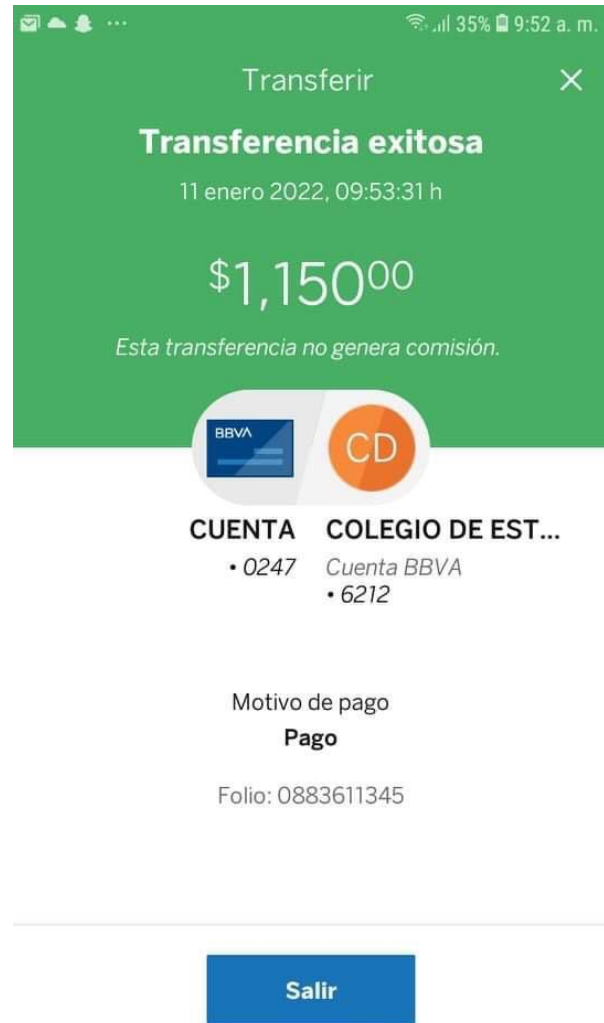 35% 9:52 a. m.
Transferir
Transferencia exitosa
11 enero 2022, 09:53:31 h
$1,150⁰⁰
Esta transferencia no genera comisión.
BBVA
CD
CUENTA
• 0247
COLEGIO DE EST...
Cuenta BBVA
• 6212
Motivo de pago
Pago
Folio: 0883611345
Salir